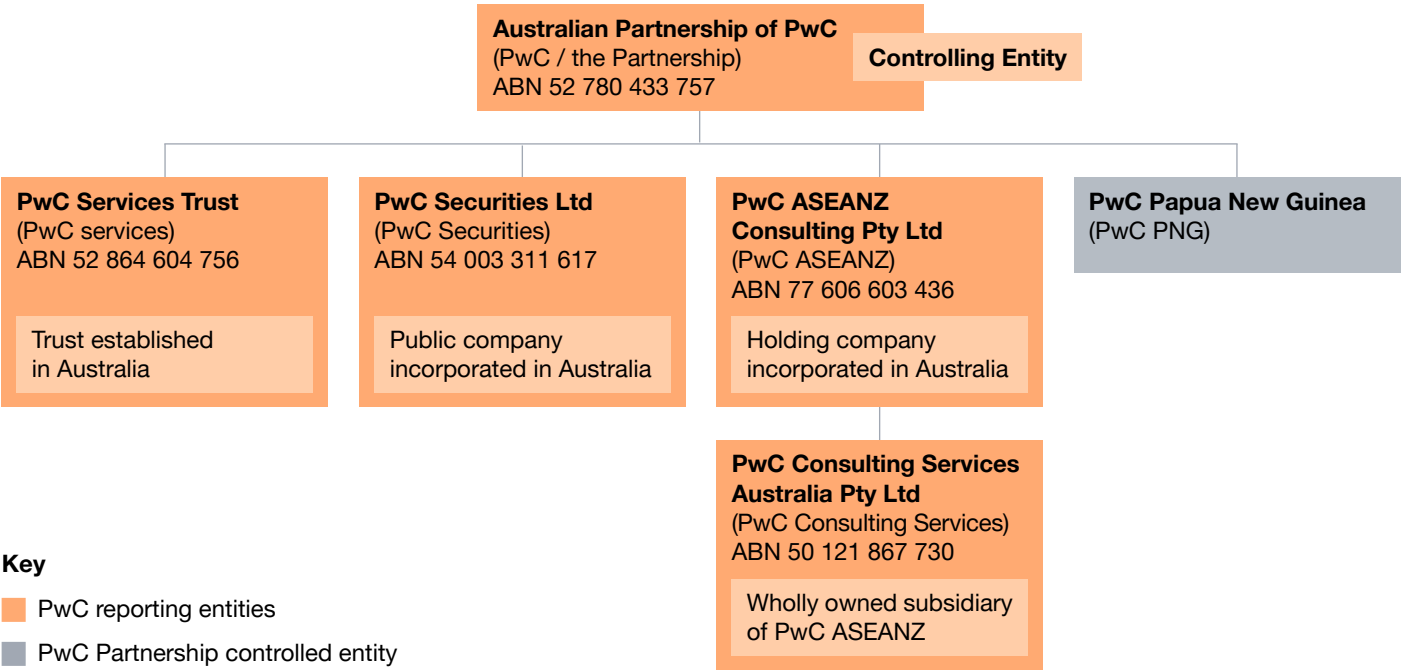 Australian Partnership of PwC
(PwC / the Partnership)
ABN 52 780 433 757
Controlling Entity
PwC Services Trust
(PwC services)
ABN 52 864 604 756
Trust established
in Australia
PwC Securities Ltd
(PwC Securities)
ABN 54 003 311 617
Public company
incorporated in Australia
PwC ASEANZ
Consulting Pty Ltd
(PwC ASEANZ)
ABN 77 606 603 436
Holding company
incorporated in Australia
PwC Papua New Guinea
(PwC PNG)
PwC Consulting Services
Australia Pty Ltd
(PwC Consulting Services)
ABN 50 121 867 730
Wholly owned subsidiary
of PwC ASEANZ
Key
PwC reporting entities
PwC Partnership controlled entity